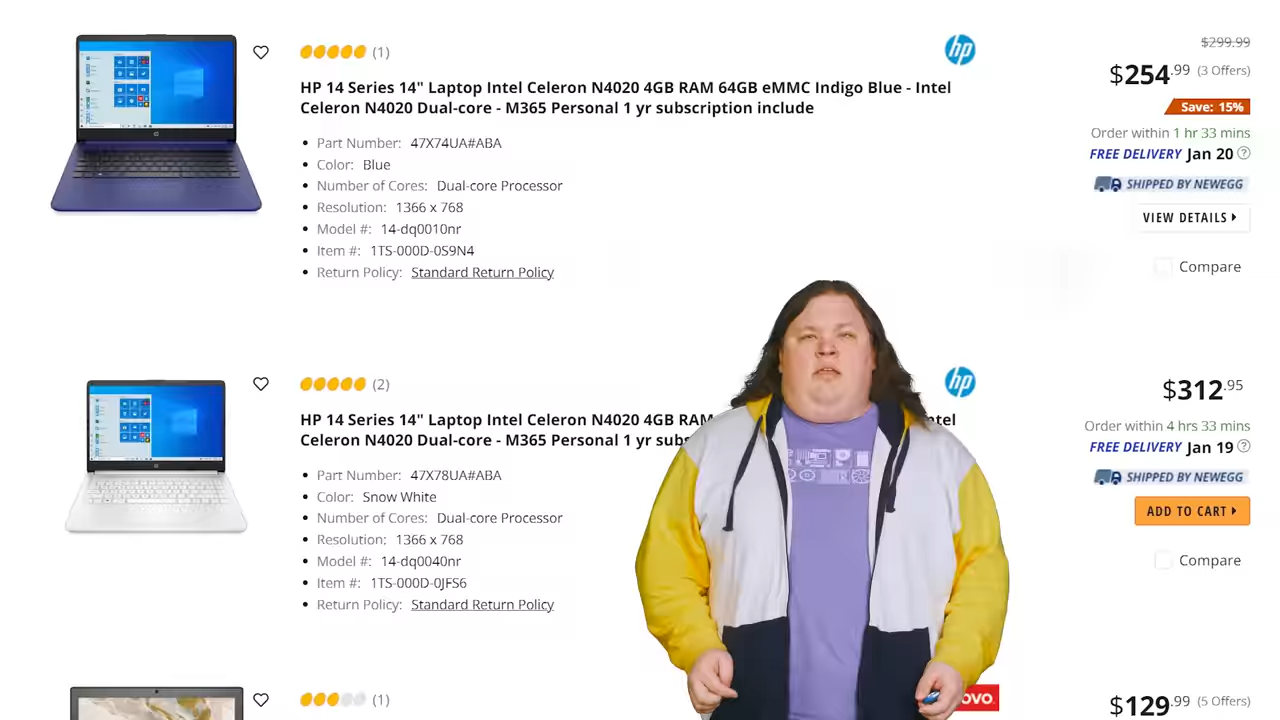 (1)
hp
$299.99
$254.99 (3 Offers)
HP 14 Series 14" Laptop Intel Celeron N4020 4GB RAM 64GB eMMC Indigo Blue - Intel
Celeron N4020 Dual-core - M365 Personal 1 yr subscription include
Save: 15%
Part Number: 47X74UA#ABA
Order within 1 hr 33 mins
Color: Blue
FREE DELIVERY Jan 20 ?
Number of Cores: Dual-core Processor
SHIPPED BY NEWEGG
Resolution: 1366 x 768
VIEW DETAILS
Model #: 14-dq0010nr
Item #: 1TS-000D-0S9N4
Return Policy: Standard Return Policy
Compare
(2)
hp
$312.95
HP 14 Series 14" Laptop Intel Celeron N4020 4GB RAM
Celeron N4020 Dual-core - M365 Personal 1 yr
Order within 4 hrs 33 mins
FREE DELIVERY Jan 19 ?
Part Number: 47X78UA#ABA
SHIPPED BY NEWEGG
Color: Snow White
Number of Cores: Dual-core Processor
ADD TO CART
Resolution: 1366 x 768
Model #: 14-dq0040nr
Compare
Item #: 1TS-000D-0JFS6
Return Policy: Standard Return Policy
(1)
$129.99 (5 Offers)